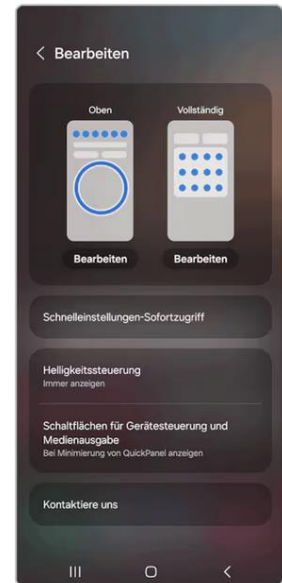 Bearbeiten
Oben
Vollständig
Bearbeiten
Bearbeiten
Schnelleinstellungen-Sofortzugriff
Helligkeitssteuerung
Immer anzeigen
Schaltflächen für Gerätesteuerung und
Medienausgabe
Bei Minimierung von QuickPanel anzeigen
Kontaktiere uns